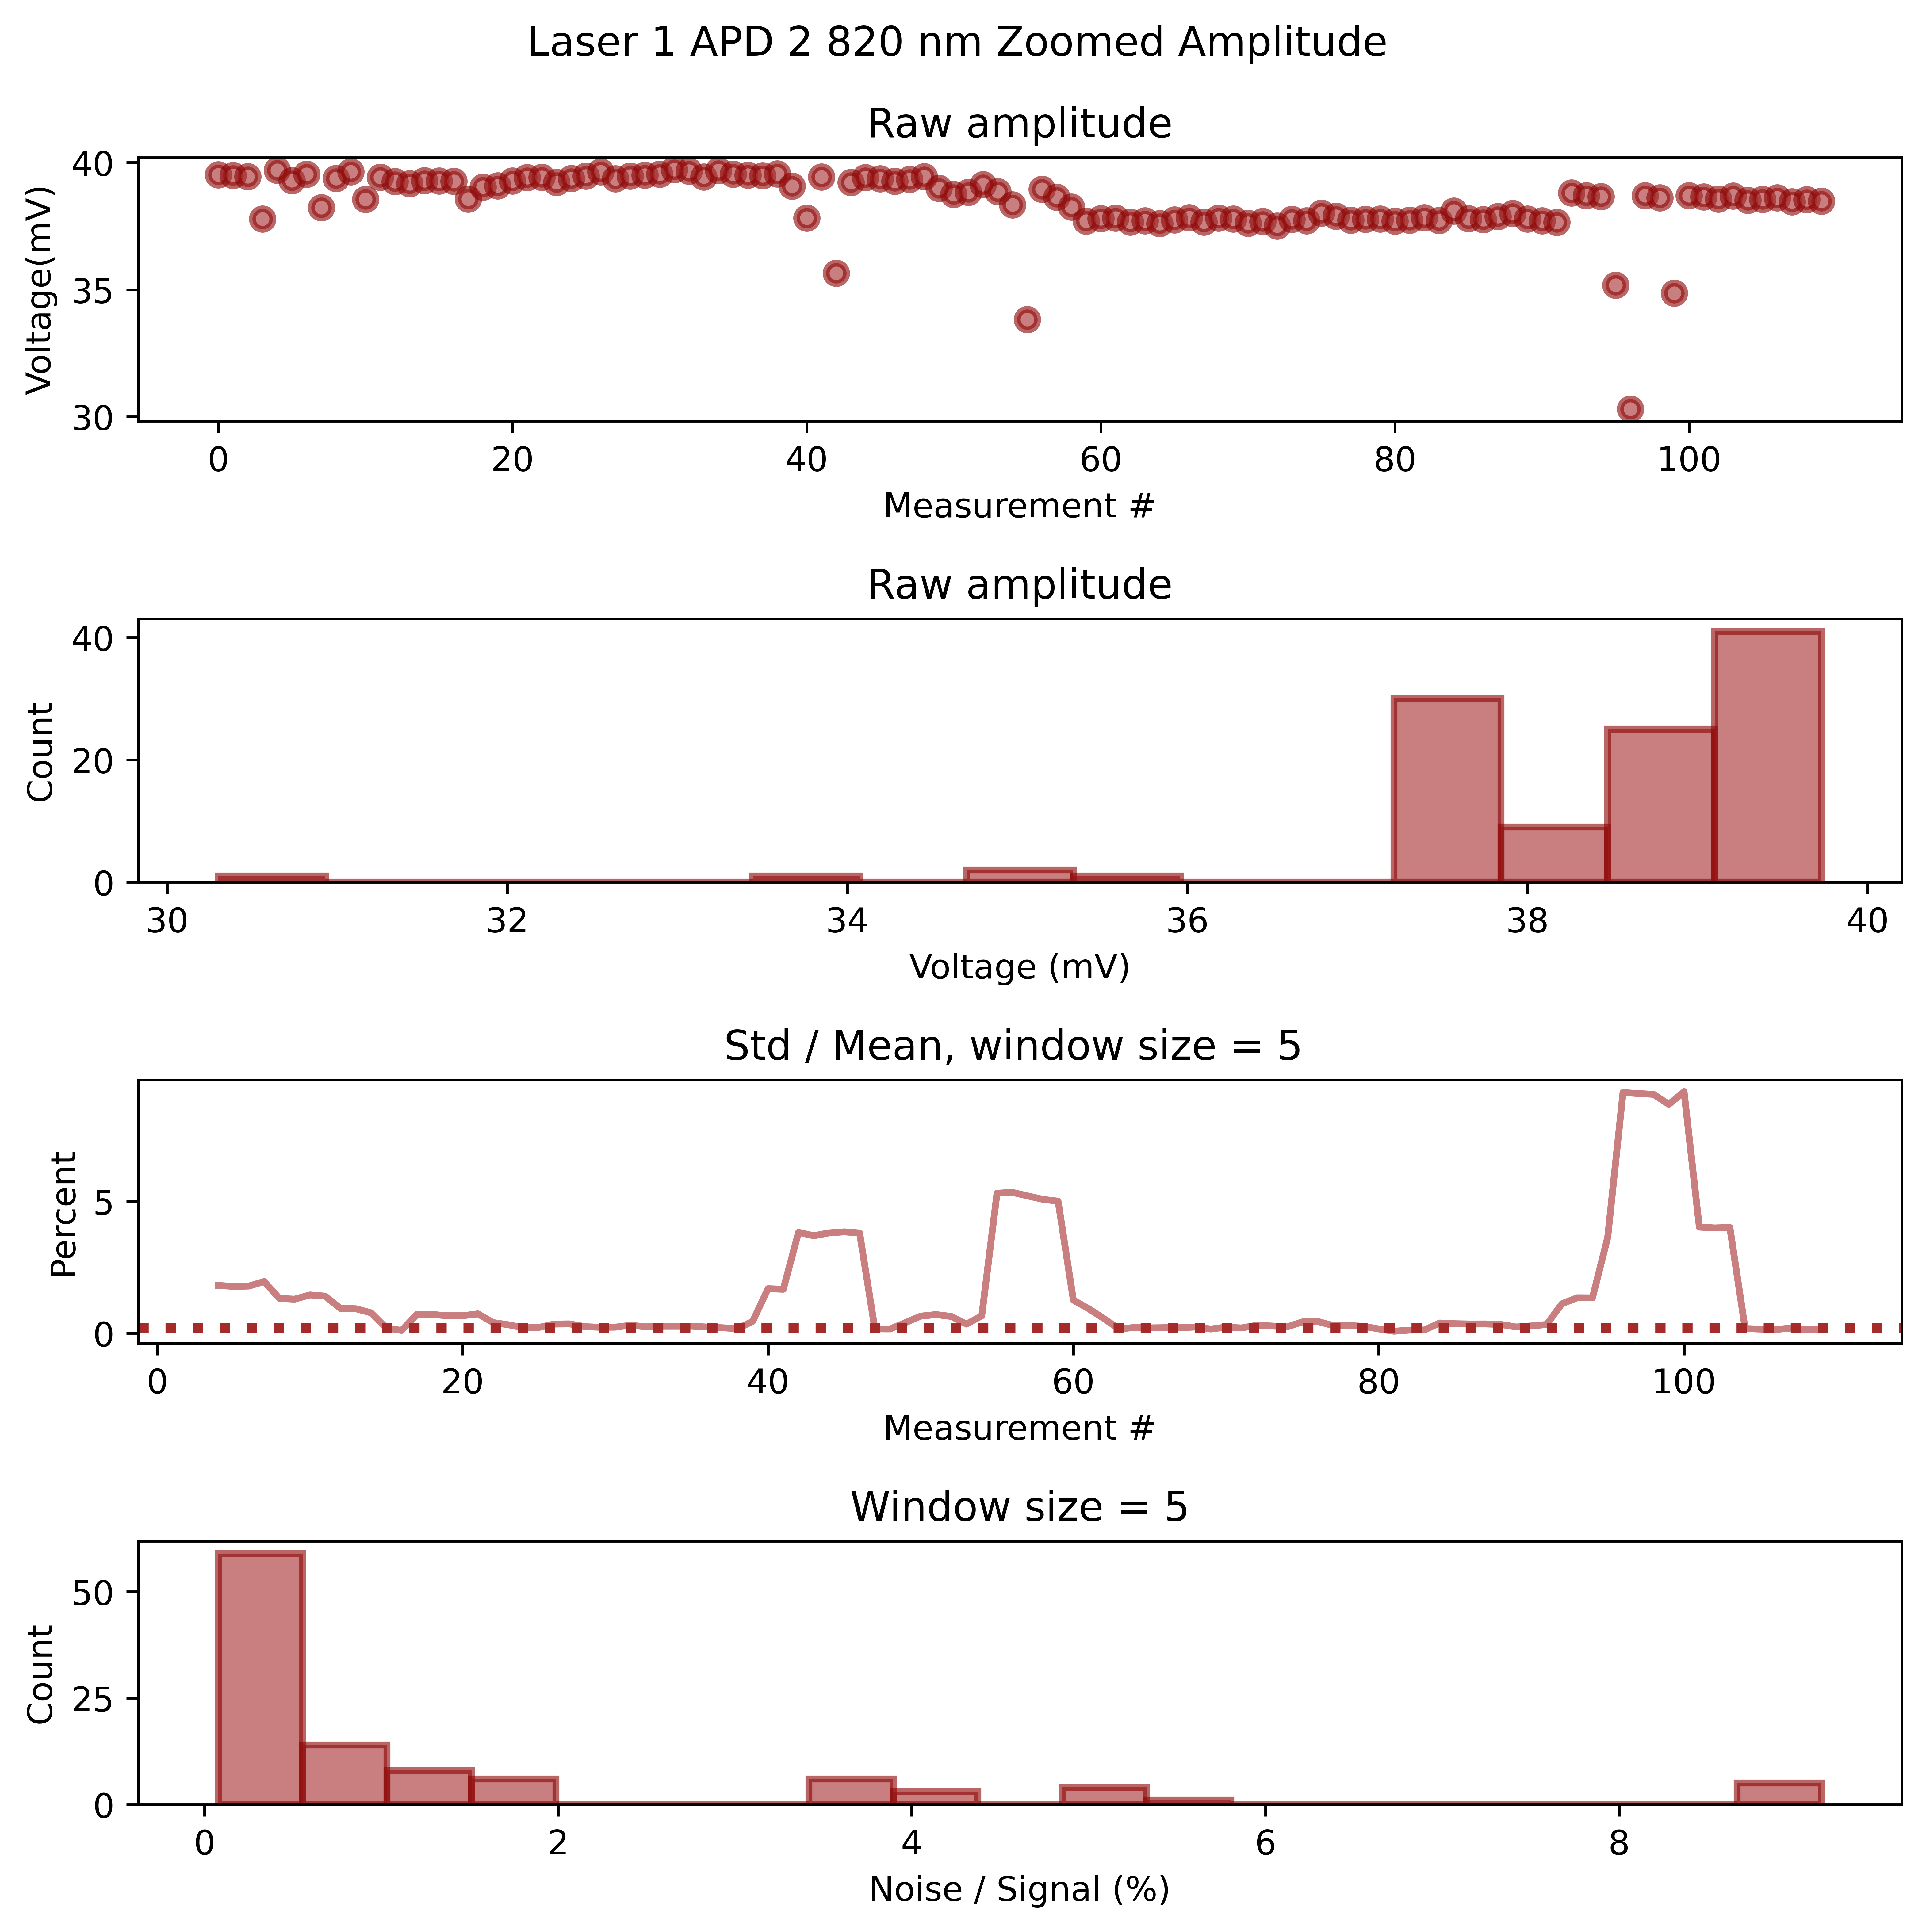 Laser 1 APD 2 820 nm Zoomed Amplitude
Raw amplitude
Voltage(mV)
40
35
30
0 20 40 60 80 100
Measurement #
Raw amplitude
Count
40
20
0
30 32 34 36 38 40
Voltage (mV)
Std / Mean, window size = 5
Percent
5
0
0 20 40 60 80 100
Measurement #
Window size = 5
Count
50
25
0
0 2 4 6 8
Noise / Signal (%)